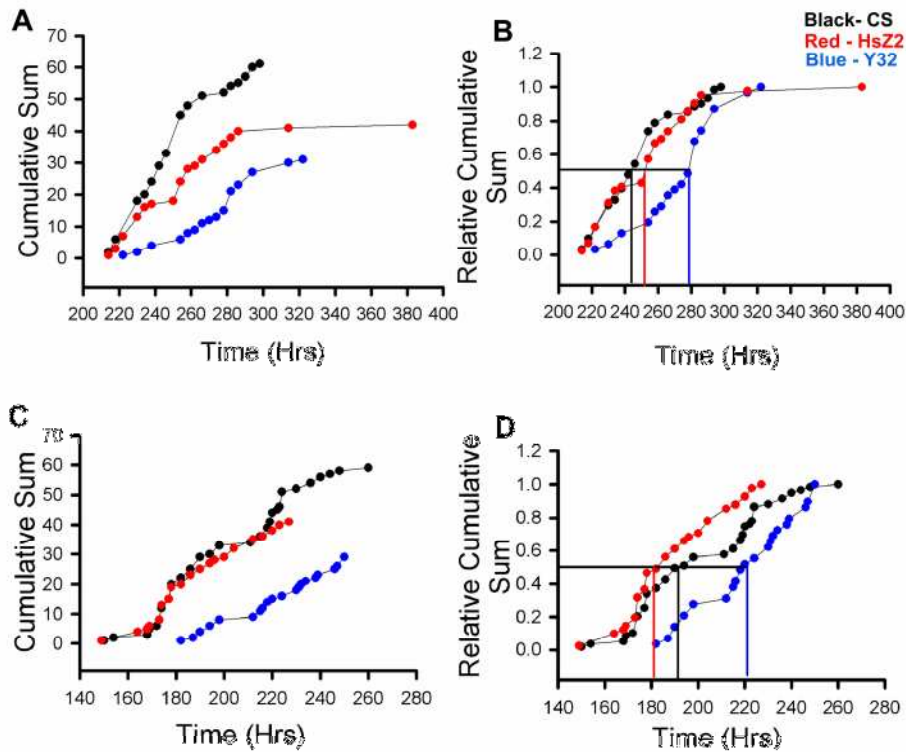 A
Cumulative Sum
70
60
50
40
30
20
10
0
200 220 240 260 280 300 320 340 360 380 400
Time (Hrs)
B
Black- CS
Red - HsZ2
Blue - Y32
Relative Cumulative
Sum
1.2
1.0
0.8
0.6
0.4
0.2
0.0
200 220 240 260 280 300 320 340 360 380 400
Time (Hrs)
C
Cumulative Sum
70
60
50
40
30
20
10
0
140 160 180 200 220 240 260 280
Time (Hrs)
D
Relative Cumulative
Sum
1.2
1.0
0.8
0.6
0.4
0.2
0.0
140 160 180 200 220 240 260 280
Time (Hrs)